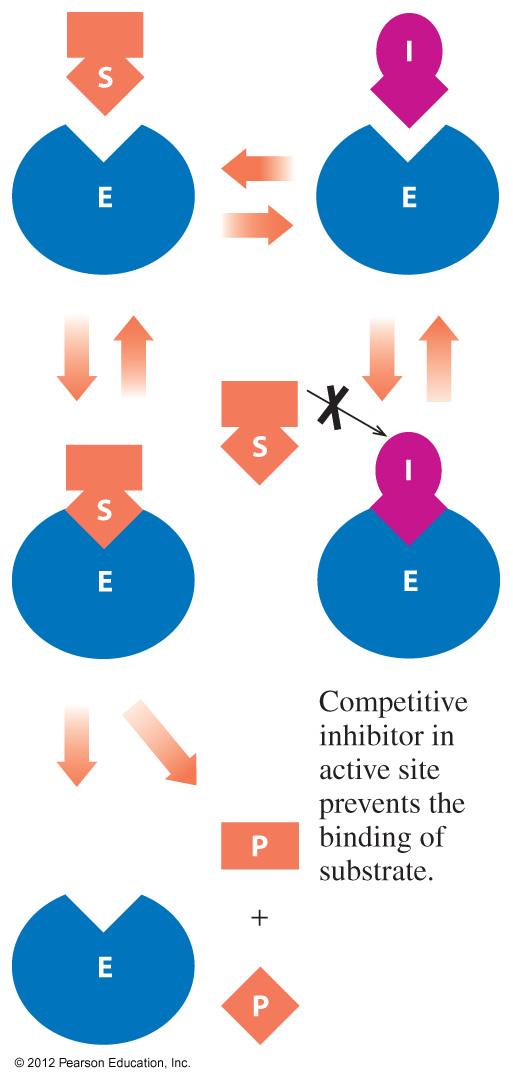 S
I
E
E
S
S
I
E
E
Competitive
inhibitor in
active site
prevents the
binding of
substrate.
P
+
E
P
© 2012 Pearson Education, Inc.